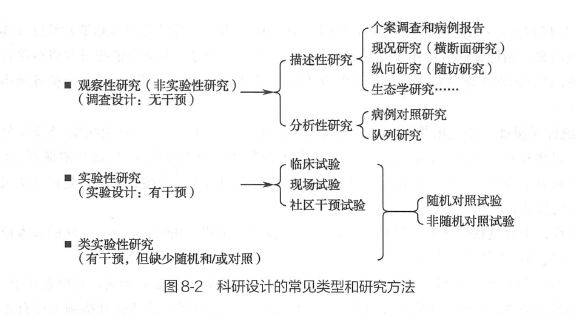 ■ 观察性研究(非实验性研究)
(调查设计：无干预)
描述性研究
个案调查和病例报告
现况研究(横断面研究)
纵向研究(随访研究)
生态学研究……
分析性研究
病例对照研究
队列研究
■ 实验性研究
(实验设计：有干预)
临床试验
现场试验
社区干预试验
■ 类实验性研究
(有干预，但缺少随机和/或对照)
随机对照试验
非随机对照试验
图8-2 科研设计的常见类型和研究方法